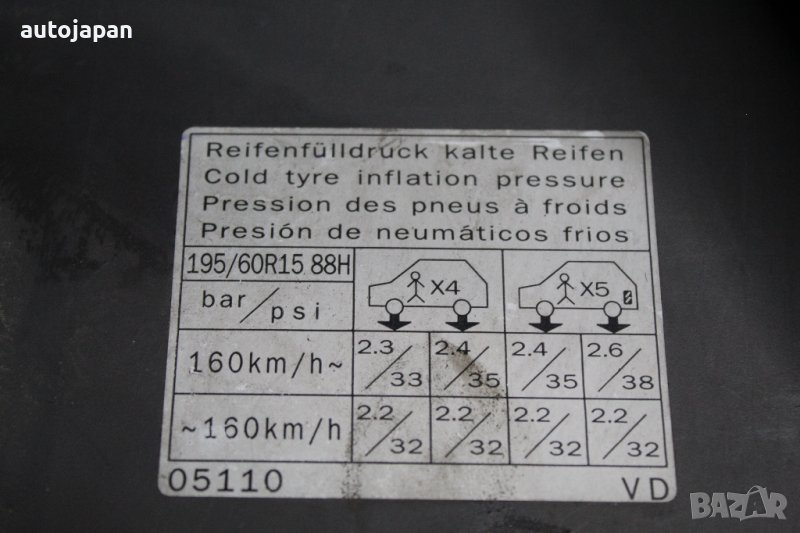 autojapan
Reifenfülldruck kalte Reifen
Cold tyre inflation pressure
Pression des pneus à froids
Presión de neumáticos frios
195/60R15 88H X4 X5
bar/psi
160km/h~ 2.3/33 2.4/35 2.4/35 2.6/38
~160km/h 2.2/32 2.2/32 2.2/32 2.2/32
05110 VD
BAZAR